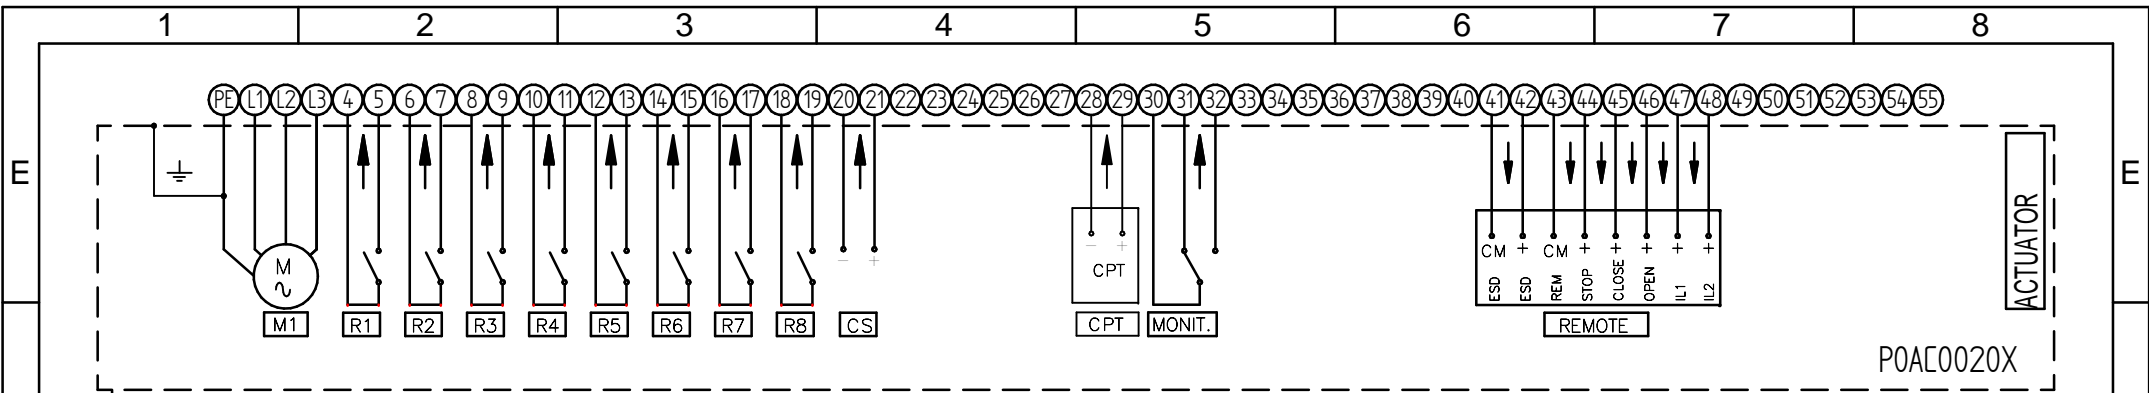 1 2 3 4 5 6 7 8
PE L1 L2 L3 4 5 6 7 8 9 10 11 12 13 14 15 16 17 18 19 20 21 22 23 24 25 26 27 28 29 30 31 32 33 34 35 36 37 38 39 40 41 42 43 44 45 46 47 48 49 50 51 52 53 54 55
E E
ACTUATOR
M
~
- +
- +
CPT
CM + CM + + + + +
ESD ESD REM STOP CLOSE OPEN IL1 IL2
M1 R1 R2 R3 R4 R5 R6 R7 R8 CS CPT MONIT. REMOTE
P0AC0020X